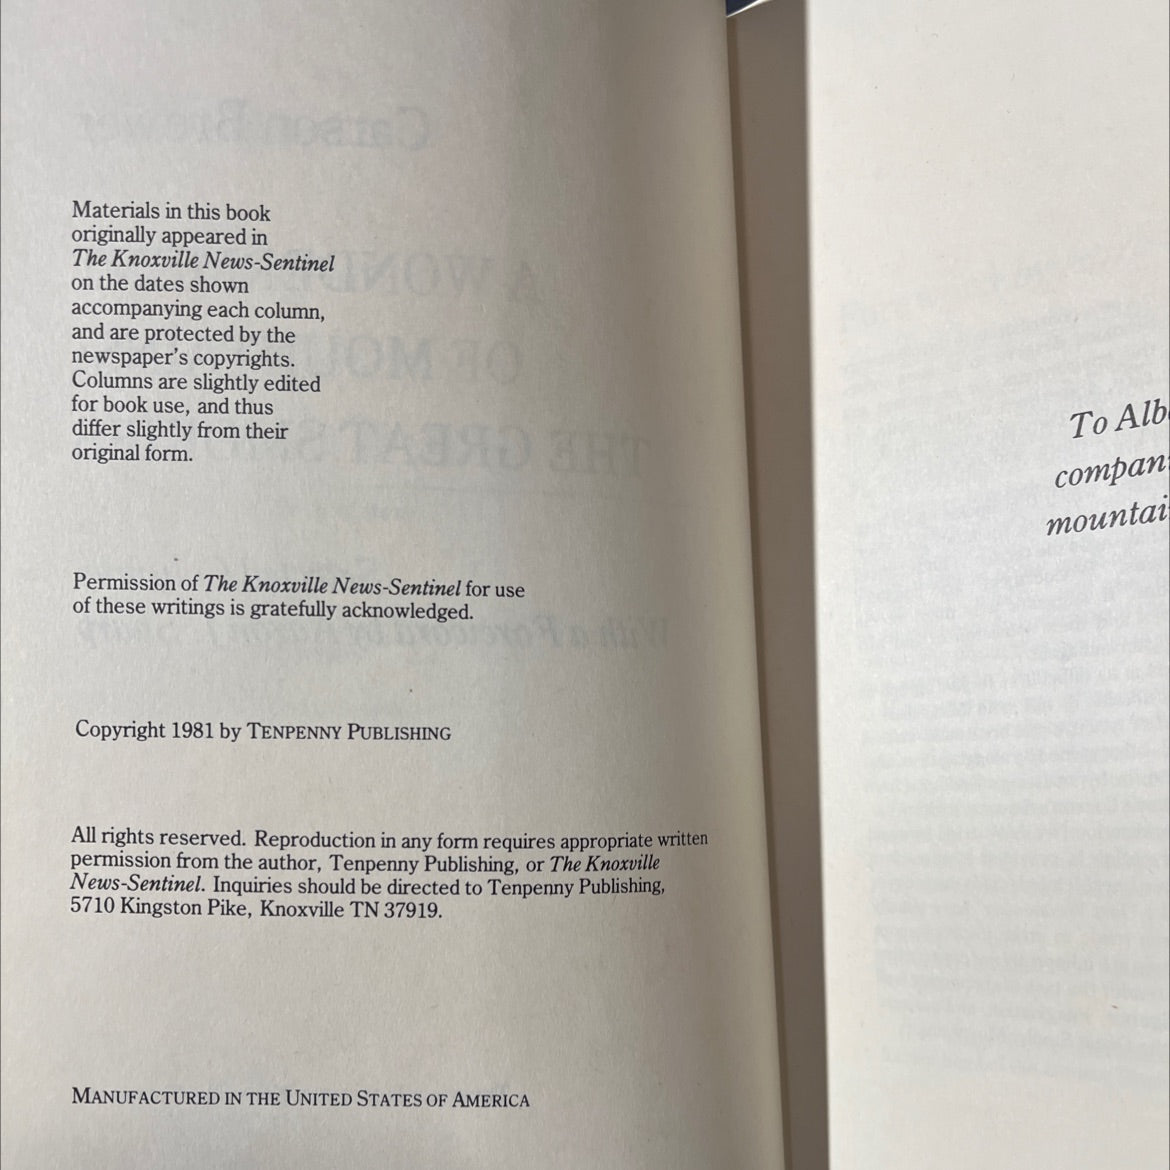 Materials in this book
originally appeared in
The Knoxville News-Sentinel
on the dates shown
accompanying each column,
and are protected by the
newspaper's copyrights.
Columns are slightly edited
for book use, and thus
differ slightly from their
original form.
Permission of The Knoxville News-Sentinel for use
of these writings is gratefully acknowledged.
Copyright 1981 by TENPENNY PUBLISHING
All rights reserved. Reproduction in any form requires appropriate written
permission from the author, Tenpenny Publishing, or The Knoxville
News-Sentinel. Inquiries should be directed to Tenpenny Publishing,
5710 Kingston Pike, Knoxville TN 37919.
MANUFACTURED IN THE UNITED STATES OF AMERICA
To Alb
compan
mountai